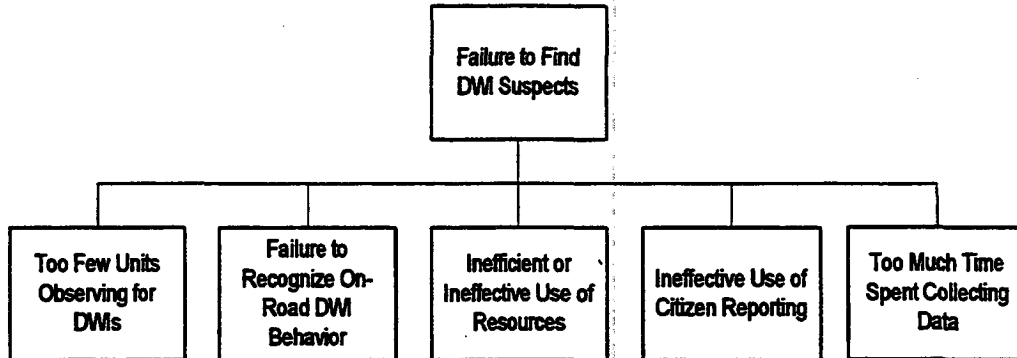 Failure to Find
DWI Suspects
Too Few Units
Observing for
DWIs
Failure to
Recognize On-
Road DWI
Behavior
Inefficient or
Ineffective Use of
Resources
Ineffective Use of
Citizen Reporting
Too Much Time
Spent Collecting
Data